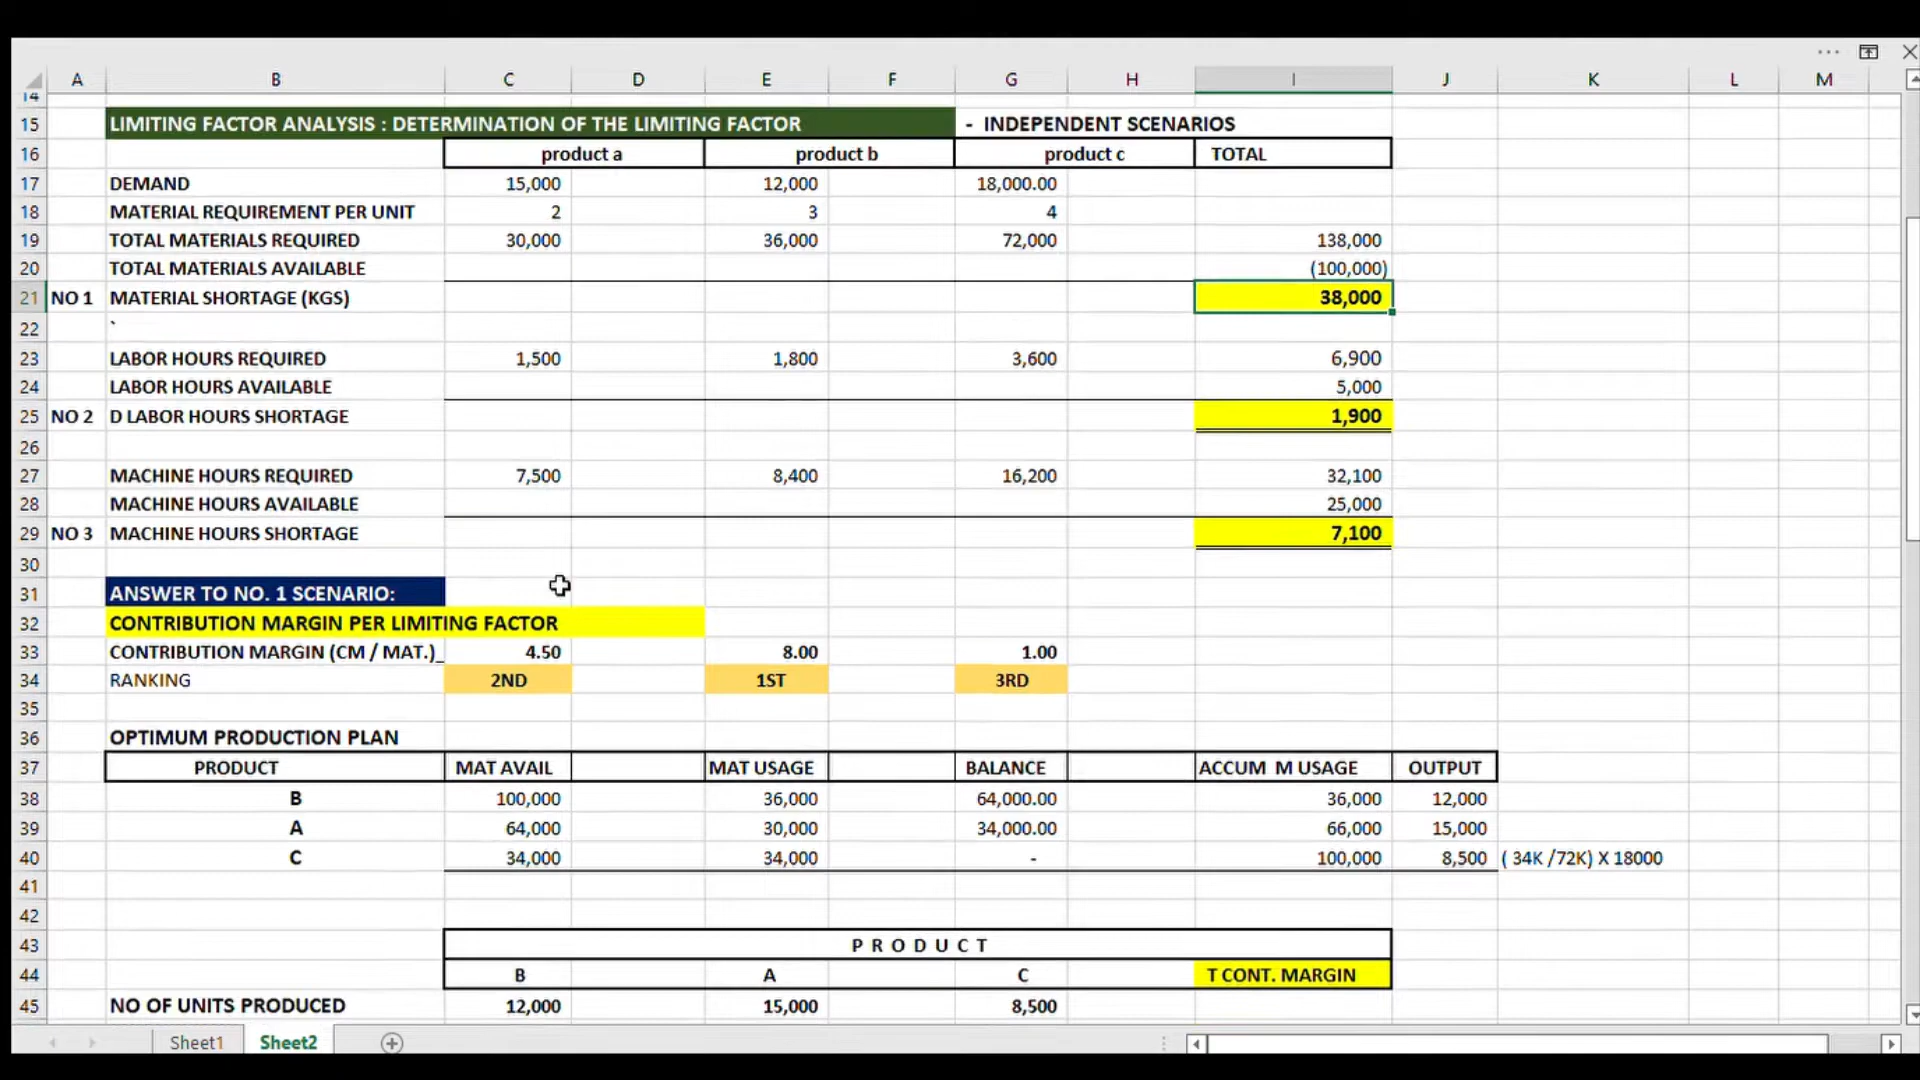 A B C D E F G H I J K L M
14
15 LIMITING FACTOR ANALYSIS : DETERMINATION OF THE LIMITING FACTOR - INDEPENDENT SCENARIOS
16 product a product b product c TOTAL
17 DEMAND 15,000 12,000 18,000.00
18 MATERIAL REQUIREMENT PER UNIT 2 3 4
19 TOTAL MATERIALS REQUIRED 30,000 36,000 72,000 138,000
20 TOTAL MATERIALS AVAILABLE (100,000)
21 NO 1 MATERIAL SHORTAGE (KGS) 38,000
22 `
23 LABOR HOURS REQUIRED 1,500 1,800 3,600 6,900
24 LABOR HOURS AVAILABLE 5,000
25 NO 2 D LABOR HOURS SHORTAGE 1,900
26
27 MACHINE HOURS REQUIRED 7,500 8,400 16,200 32,100
28 MACHINE HOURS AVAILABLE 25,000
29 NO 3 MACHINE HOURS SHORTAGE 7,100
30
31 ANSWER TO NO. 1 SCENARIO:
32 CONTRIBUTION MARGIN PER LIMITING FACTOR
33 CONTRIBUTION MARGIN (CM / MAT.)_ 4.50 8.00 1.00
34 RANKING 2ND 1ST 3RD
35
36 OPTIMUM PRODUCTION PLAN
37 PRODUCT MAT AVAIL MAT USAGE BALANCE ACCUM M USAGE OUTPUT
38 B 100,000 36,000 64,000.00 36,000 12,000
39 A 64,000 30,000 34,000.00 66,000 15,000
40 C 34,000 34,000 - 100,000 8,500 ( 34K /72K) X 18000
41
42
43 P R O D U C T
44 B A C T CONT. MARGIN
45 NO OF UNITS PRODUCED 12,000 15,000 8,500
Sheet1 Sheet2